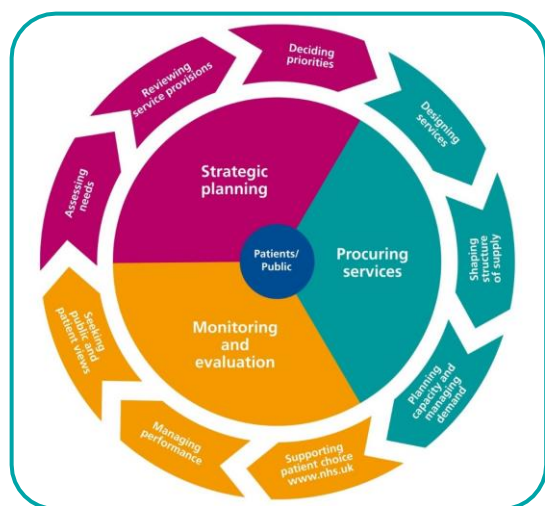 Strategic
planning
Patients/
Public
Procuring
services
Monitoring
and
evaluation
Assessing
needs
Reviewing
service provisions
Deciding
priorities
Designing
services
Shaping
structure
of supply
Planning
capacity and
managing
demand
Supporting
patient choice
www.nhs.uk
Managing
performance
Seeking
public and
patient views